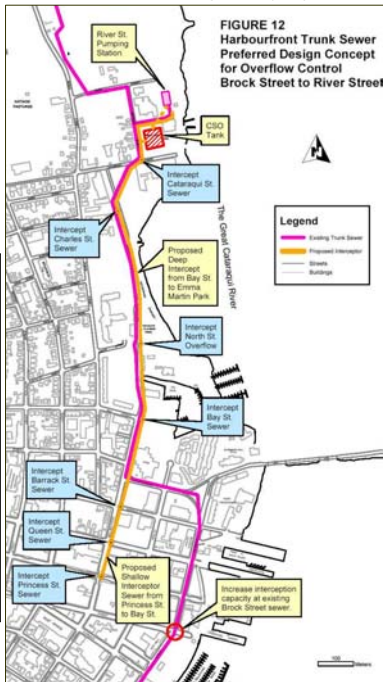 FIGURE 12
Harbourfront Trunk Sewer
Preferred Design Concept
for Overflow Control
Brock Street to River Street
River St.
Pumping
Station
CSO
Tank
Intercept
Cataraqui St.
Sewer
Intercept
Charles St.
Sewer
The Great Cataraqui River
Legend
Existing Trunk Sewer
Proposed Interceptor
Streets
Buildings
Proposed
Deep
Intercept
from Bay St.
to Emma
Martin Park
Intercept
North St.
Overflow
Intercept
Bay St.
Sewer
Intercept
Barrack St.
Sewer
Intercept
Queen St.
Sewer
Intercept
Princess St.
Sewer
Proposed
Shallow
Interceptor
Sewer from
Princess St.
to Bay St.
Increase interception
capacity at existing
Brock Street sewer.
100
Meters